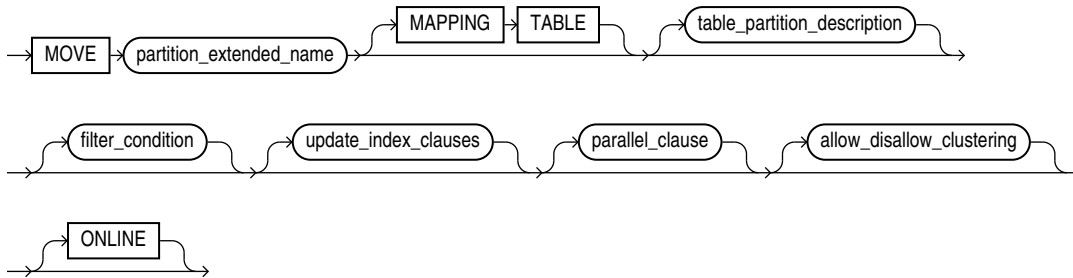 MOVE partition_extended_name MAPPING TABLE table_partition_description
filter_condition update_index_clauses parallel_clause allow_disallow_clustering
ONLINE